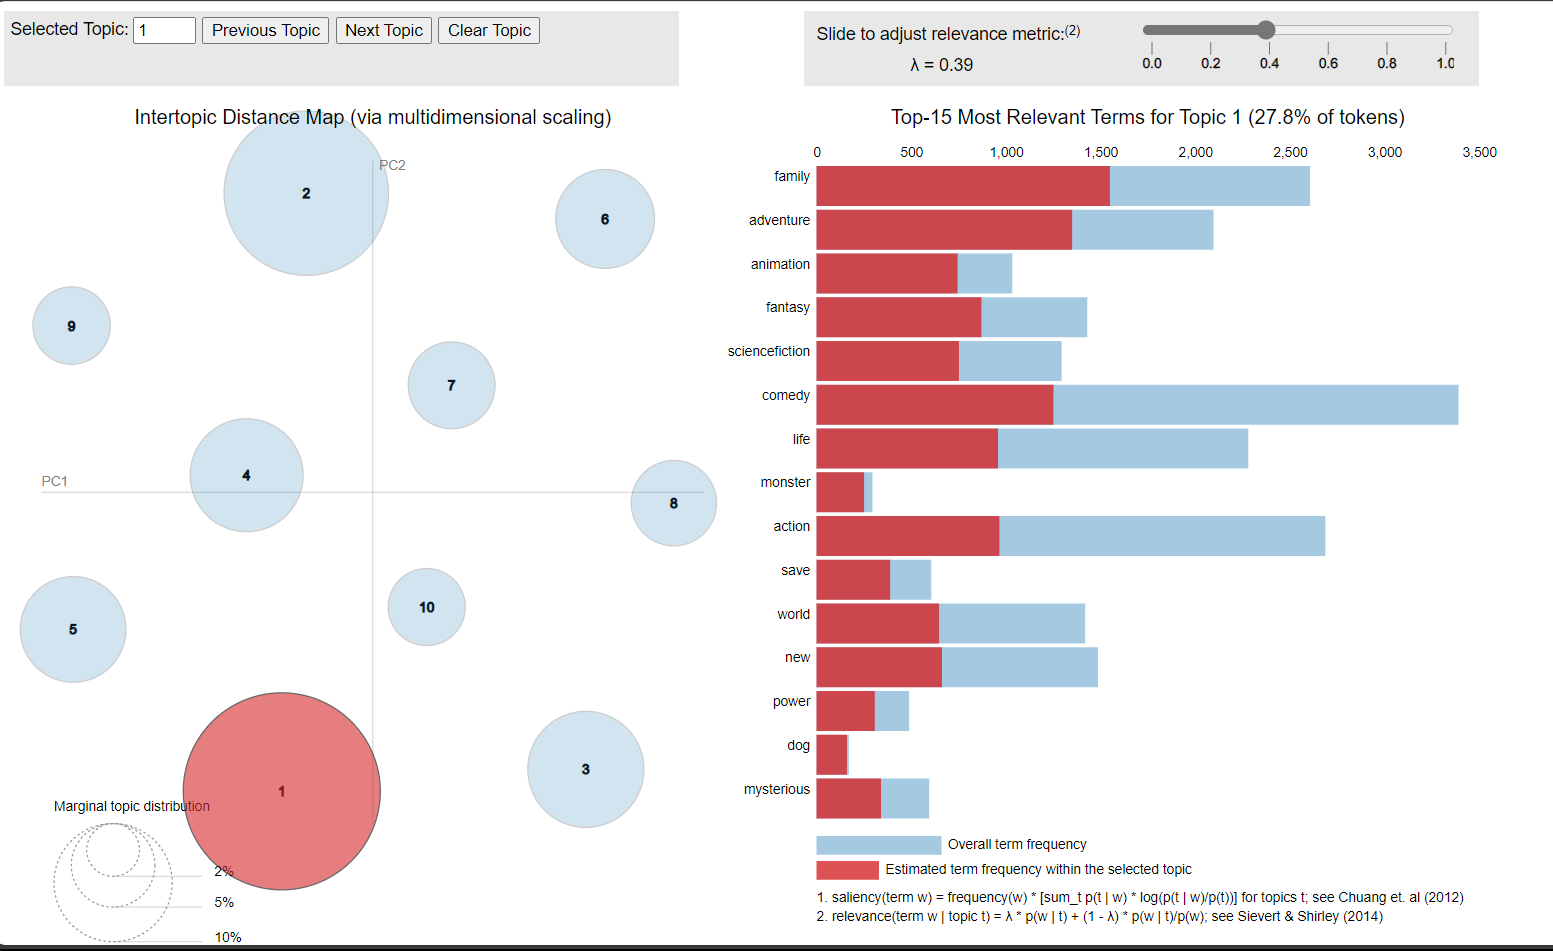 Selected Topic: 1 Previous Topic Next Topic Clear Topic
Slide to adjust relevance metric:(2)
λ = 0.39
0.0 0.2 0.4 0.6 0.8 1.0
Intertopic Distance Map (via multidimensional scaling)
PC2
2
6
9
7
4
PC1
8
10
5
3
1
Marginal topic distribution
2%
5%
10%
Top-15 Most Relevant Terms for Topic 1 (27.8% of tokens)
0 500 1,000 1,500 2,000 2,500 3,000 3,500
family
adventure
animation
fantasy
sciencefiction
comedy
life
monster
action
save
world
new
power
dog
mysterious
Overall term frequency
Estimated term frequency within the selected topic
1. saliency(term w) = frequency(w) * [sum_t p(t | w) * log(p(t | w)/p(t))] for topics t; see Chuang et. al (2012)
2. relevance(term w | topic t) = λ * p(w | t) + (1 - λ) * p(w | t)/p(w); see Sievert & Shirley (2014)